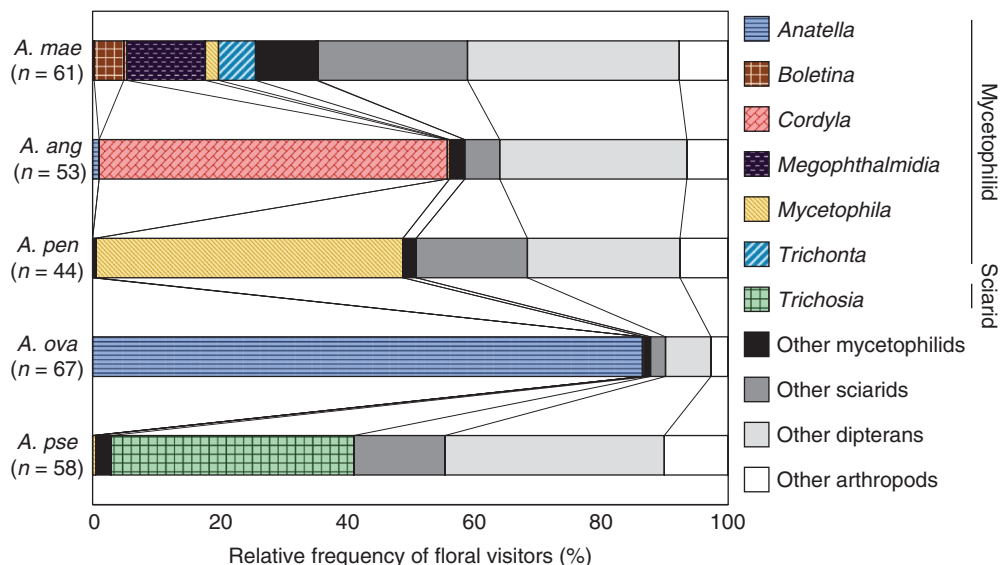 A. mae
(n = 61)
A. ang
(n = 53)
A. pen
(n = 44)
A. ova
(n = 67)
A. pse
(n = 58)
0 20 40 60 80 100
Relative frequency of floral visitors (%)
Anatella
Boletina
Cordyla
Megophthalmidia
Mycetophila
Trichonta
Trichosia
Other mycetophilids
Other sciarids
Other dipterans
Other arthropods
Mycetophilid
Sciarid